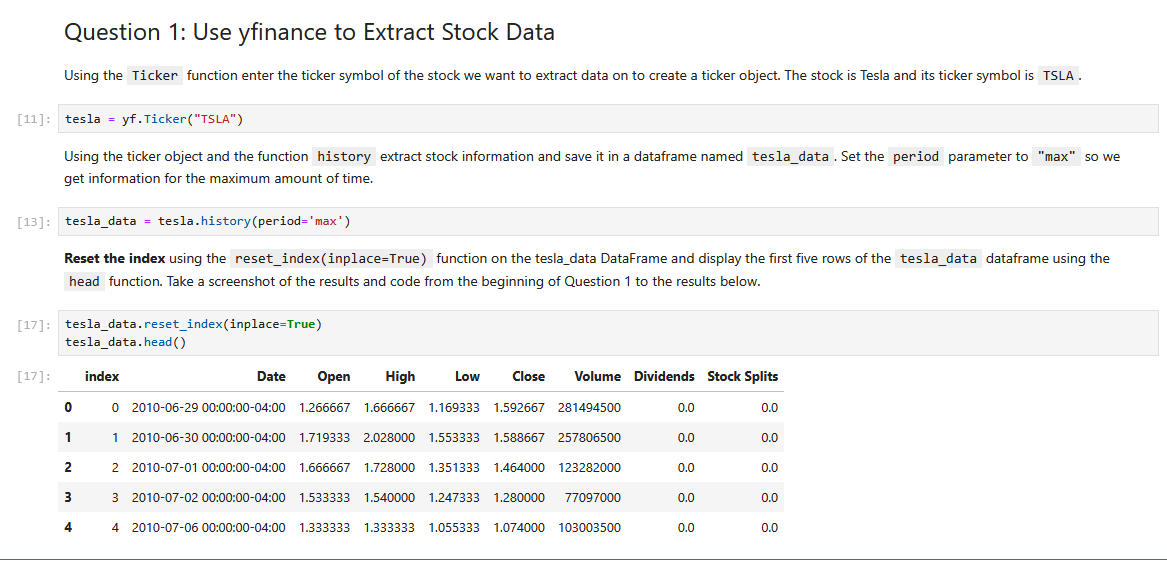 Question 1: Use yfinance to Extract Stock Data
Using the Ticker function enter the ticker symbol of the stock we want to extract data on to create a ticker object. The stock is Tesla and its ticker symbol is TSLA .
[11]: tesla = yf.Ticker("TSLA")
Using the ticker object and the function history extract stock information and save it in a dataframe named tesla_data . Set the period parameter to "max" so we
get information for the maximum amount of time.
[13]: tesla_data = tesla.history(period='max')
Reset the index using the reset_index(inplace=True) function on the tesla_data DataFrame and display the first five rows of the tesla_data dataframe using the
head function. Take a screenshot of the results and code from the beginning of Question 1 to the results below.
[17]: tesla_data.reset_index(inplace=True)
tesla_data.head()
[17]: index Date Open High Low Close Volume Dividends Stock Splits
0 0 2010-06-29 00:00:00-04:00 1.266667 1.666667 1.169333 1.592667 281494500 0.0 0.0
1 1 2010-06-30 00:00:00-04:00 1.719333 2.028000 1.553333 1.588667 257806500 0.0 0.0
2 2 2010-07-01 00:00:00-04:00 1.666667 1.728000 1.351333 1.464000 123282000 0.0 0.0
3 3 2010-07-02 00:00:00-04:00 1.533333 1.540000 1.247333 1.280000 77097000 0.0 0.0
4 4 2010-07-06 00:00:00-04:00 1.333333 1.333333 1.055333 1.074000 103003500 0.0 0.0